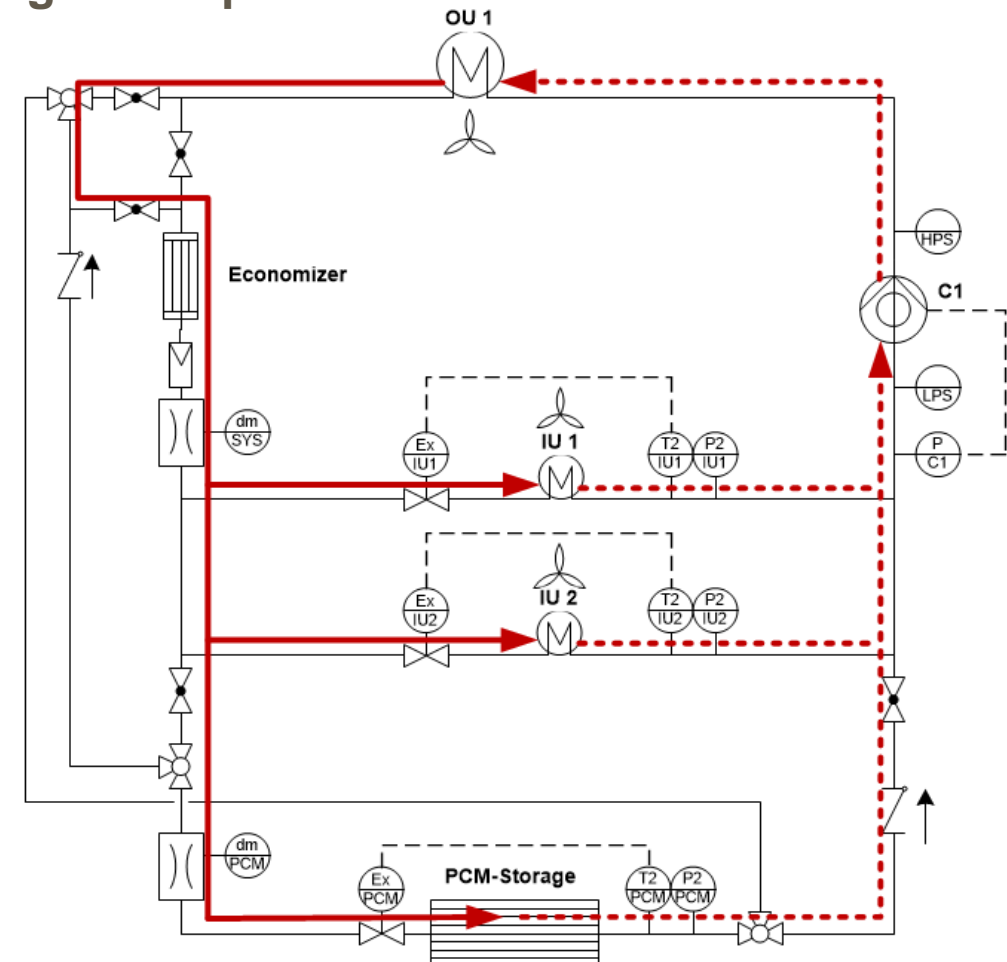 OU 1
HPS
Economizer
C1
LPS
dm
SYS
Ex
IU1
IU 1
T2
IU1
P2
IU1
P
C1
Ex
IU2
IU 2
T2
IU2
P2
IU2
dm
PCM
Ex
PCM
PCM-Storage
T2
PCM
P2
PCM